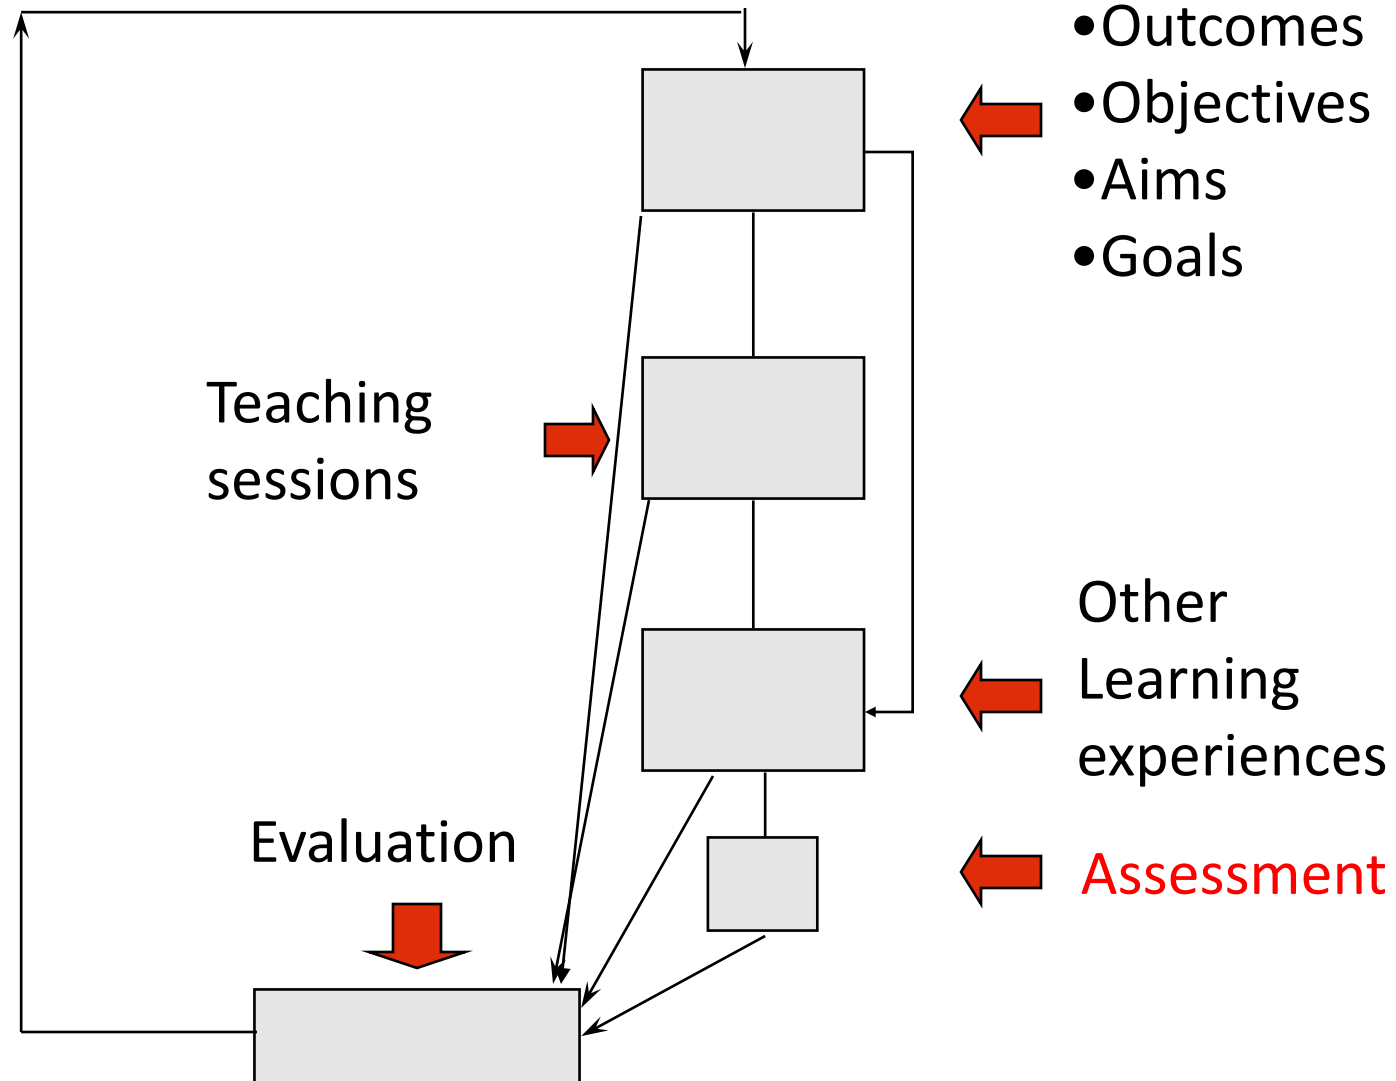 •Outcomes
•Objectives
•Aims
•Goals
Teaching
sessions
Other
Learning
experiences
Evaluation
Assessment